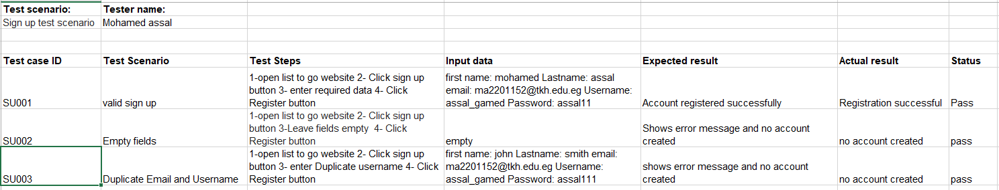 Test scenario: Tester name:
Sign up test scenario Mohamed assal
Test case ID Test Scenario Test Steps Input data Expected result Actual result Status
1-open list to go website 2- Click sign up first name: mohamed Lastname: assal
button 3- enter required data 4- Click email: ma2201152@tkh.edu.eg Username:
SU001 valid sign up Register button assal_gamed Password: assal11 Account registered successfully Registration successful Pass
1-open list to go website 2- Click sign up
button 3-Leave fields empty  4- Click Shows error message and no account
SU002 Empty fields Register button empty created no account created pass
1-open list to go website 2- Click sign up first name: john Lastname: smith email:
button 3- enter Duplicate username 4- Click ma2201152@tkh.edu.eg Username: shows error message and no account
SU003 Duplicate Email and Username Register button assal_gamed Password: assal111 created no account created pass